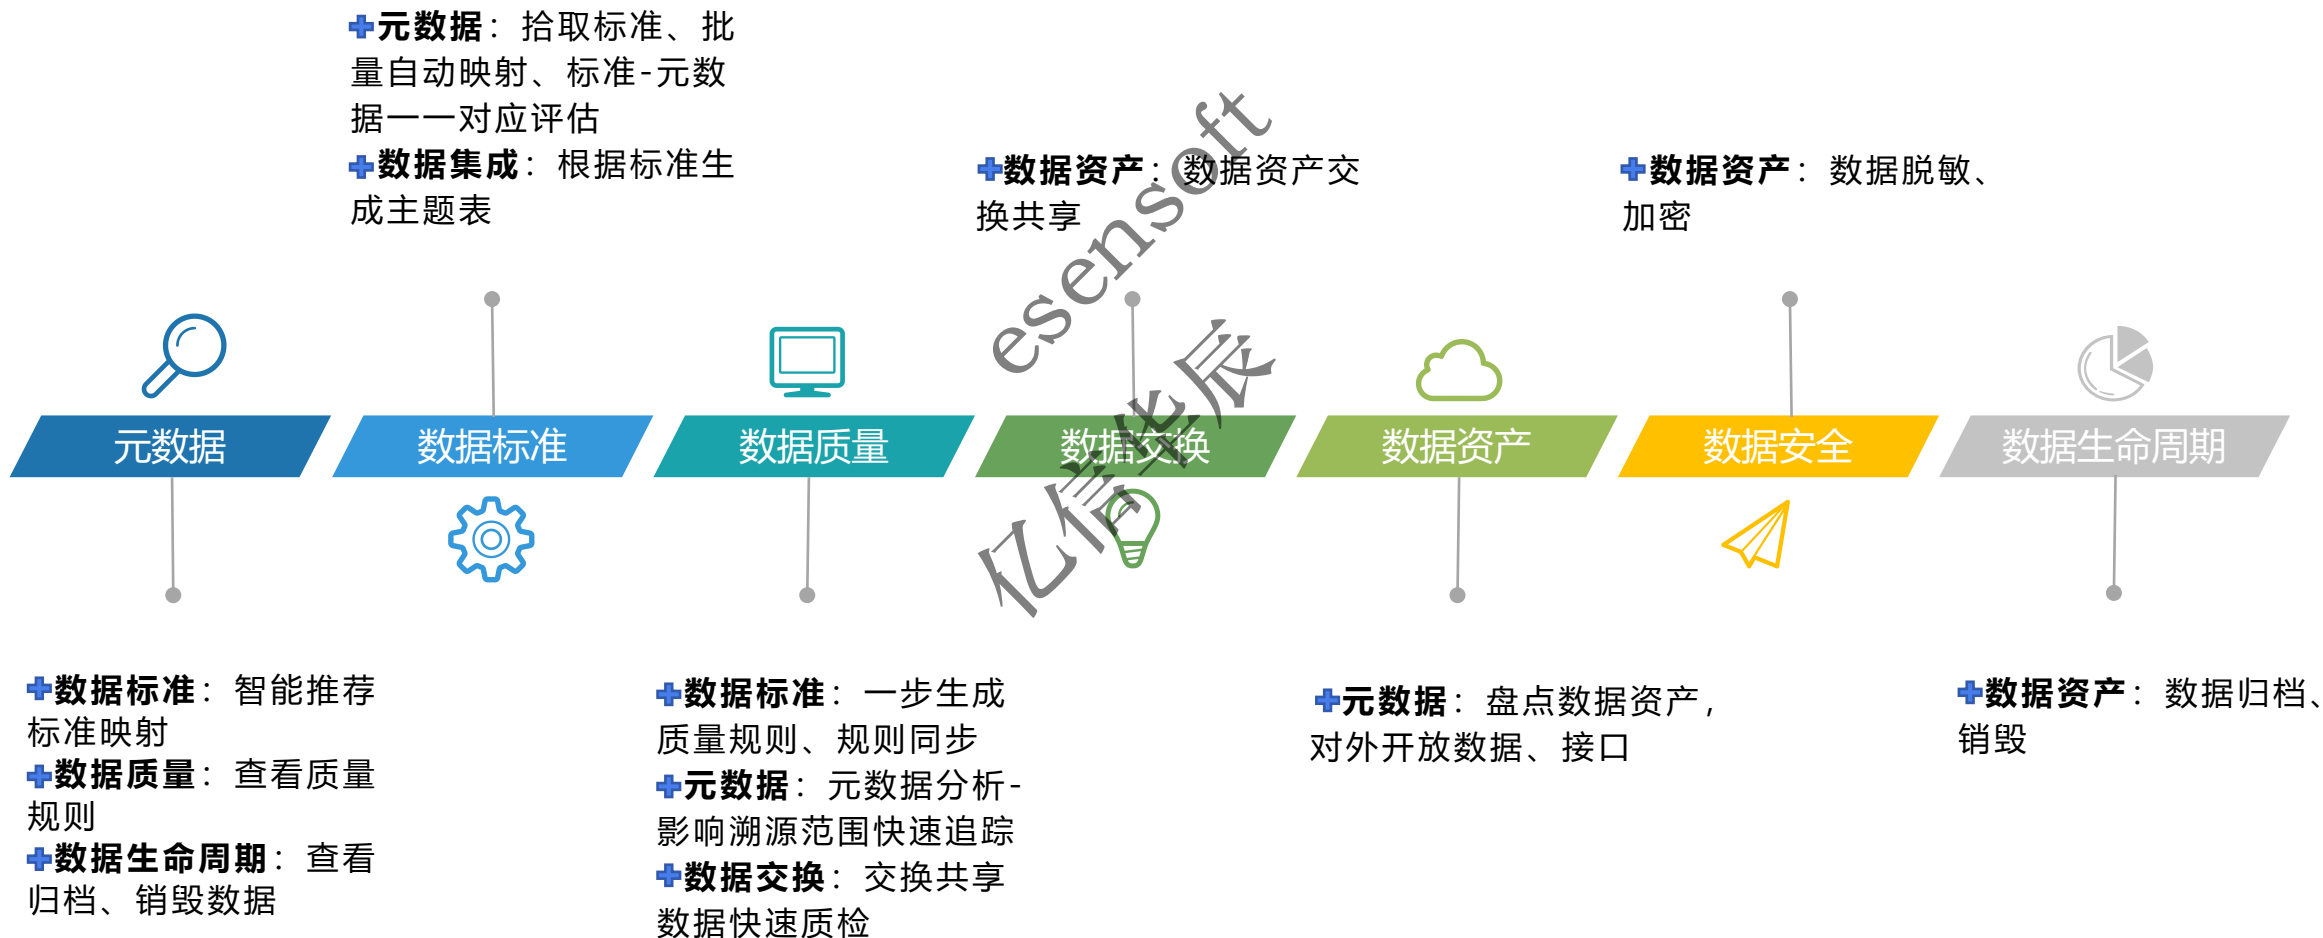 元数据：拾取标准、批
量自动映射、标准-元数
据一一对应评估
数据集成：根据标准生
成主题表
数据资产：数据资产交
换共享
数据资产：数据脱敏、
加密
esensoft
亿信华辰
元数据
数据标准
数据质量
数据交换
数据资产
数据安全
数据生命周期
数据标准：智能推荐
标准映射
数据质量：查看质量
规则
数据生命周期：查看
归档、销毁数据
数据标准：一步生成
质量规则、规则同步
元数据：元数据分析-
影响溯源范围快速追踪
数据交换：交换共享
数据快速质检
元数据：盘点数据资产,
对外开放数据、接口
数据资产：数据归档、
销毁